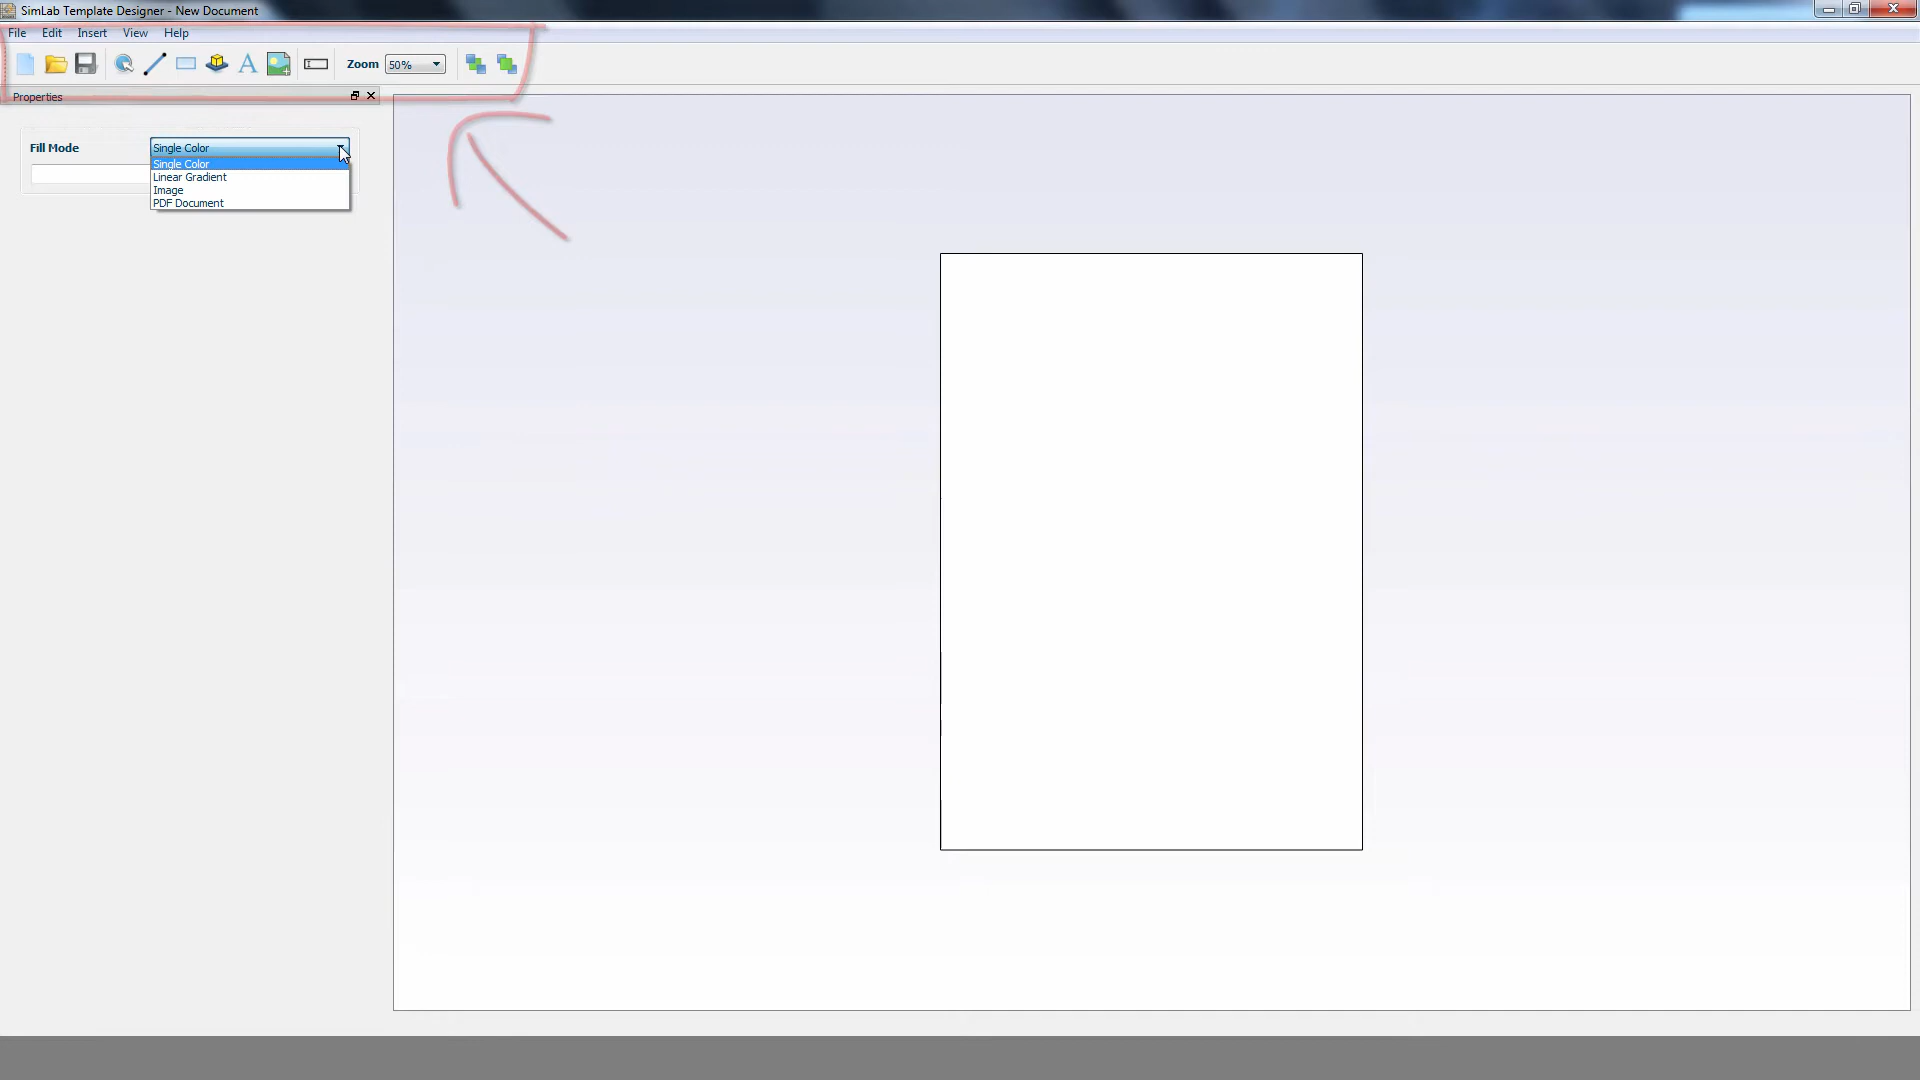 SimLab Template Designer - New Document
File Edit Insert View Help
A Zoom 50%
Properties
Fill Mode Single Color
Single Color
Linear Gradient
Image
PDF Document